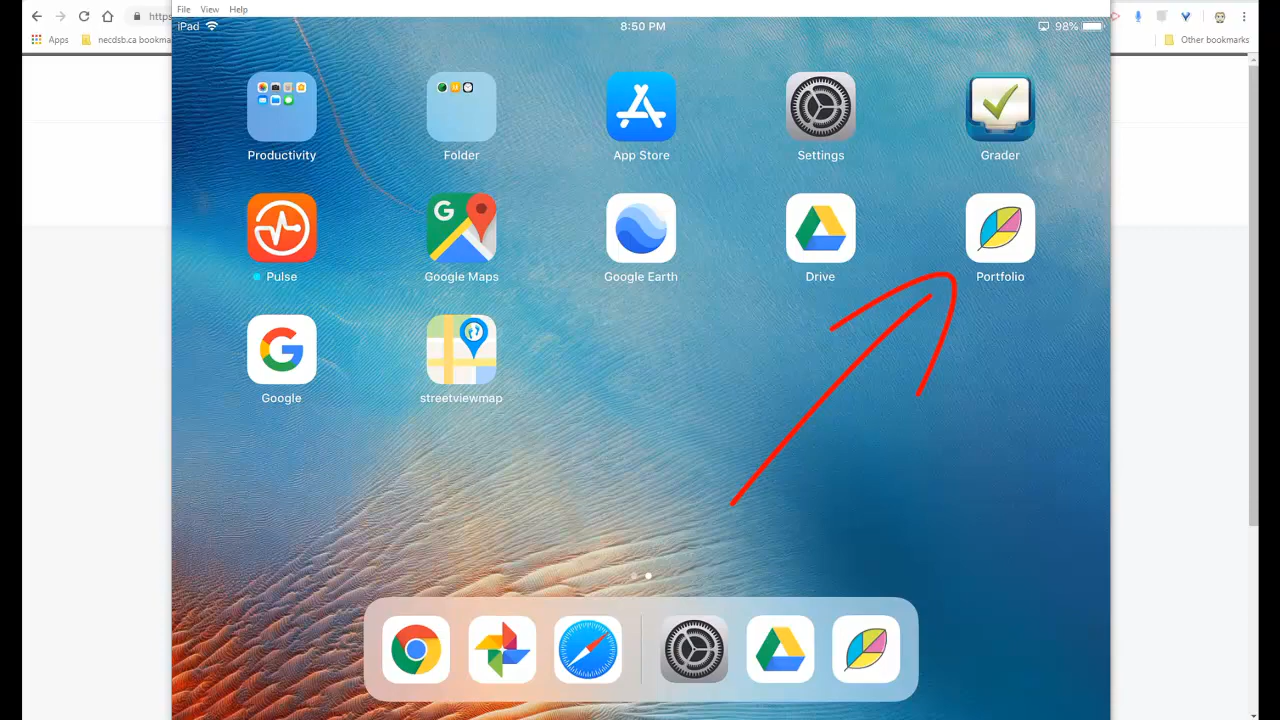 File View Help
https
Apps necdsb.ca bookma
Other bookmarks
iPad 8:50 PM 98%
Productivity Folder App Store Settings Grader
G
Pulse Google Maps Google Earth Drive Portfolio
G
Google streetviewmap